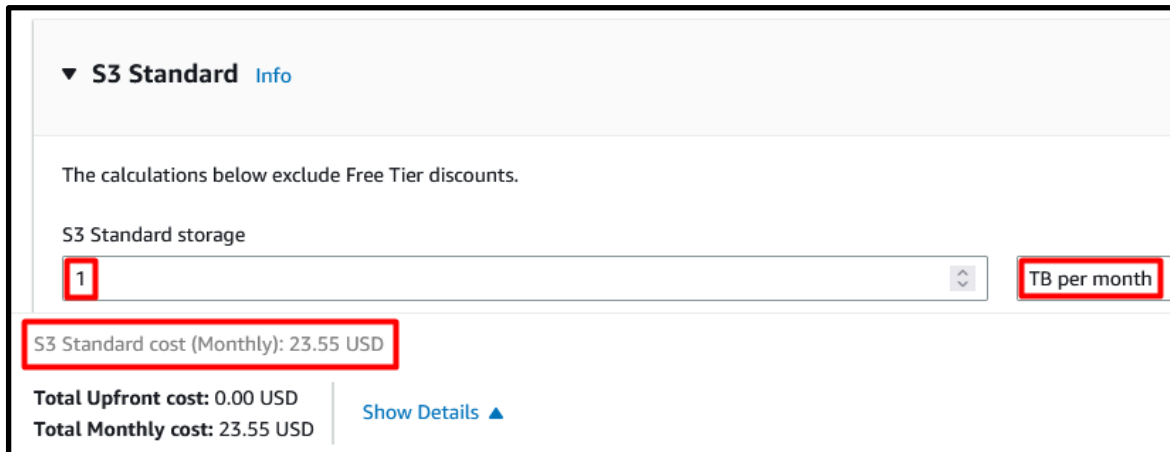 S3 Standard Info
The calculations below exclude Free Tier discounts.
S3 Standard storage
1 TB per month
S3 Standard cost (Monthly): 23.55 USD
Total Upfront cost: 0.00 USD
Total Monthly cost: 23.55 USD
Show Details